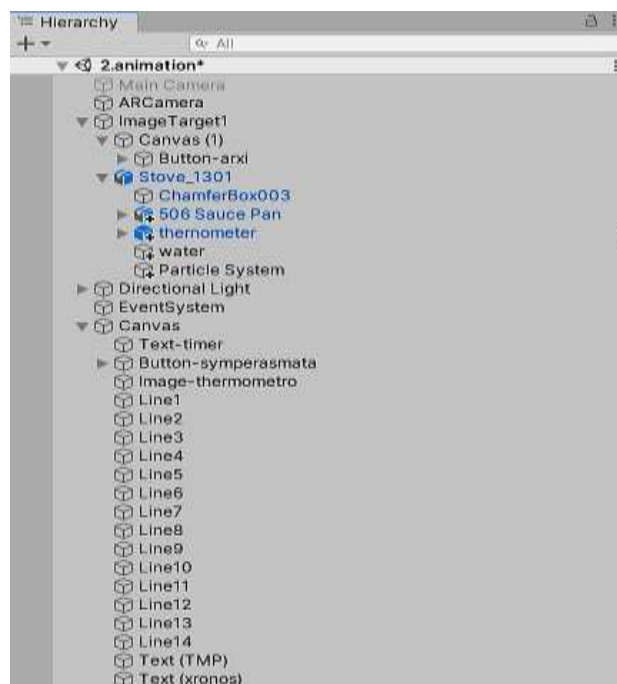 Hierarchy
All
2.animation*
Main Camera
ARCamera
ImageTarget1
Canvas (1)
Button-arxi
Stove_1301
ChamferBox003
506 Sauce Pan
thernometer
water
Particle System
Directional Light
EventSystem
Canvas
Text-timer
Button-symperasmata
Image-thermometro
Line1
Line2
Line3
Line4
Line5
Line6
Line7
Line8
Line9
Line10
Line11
Line12
Line13
Line14
Text (TMP)
Text (xronos)